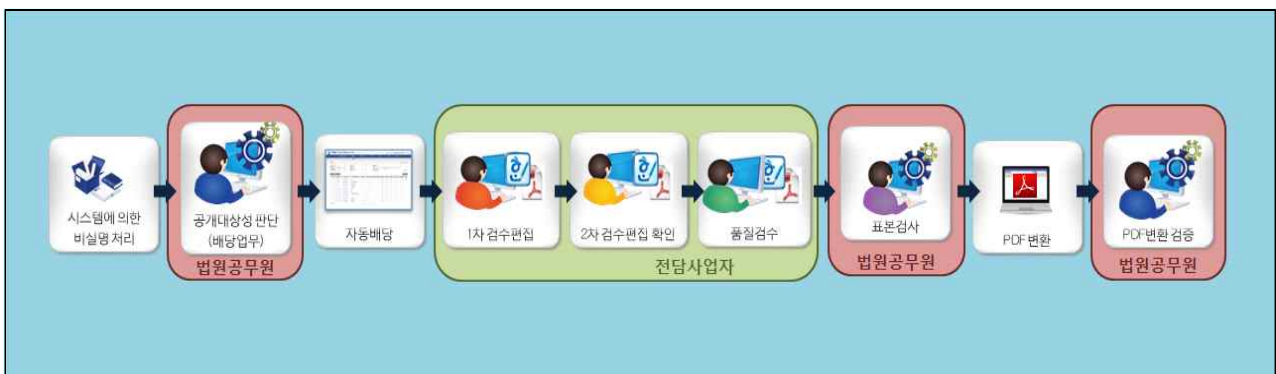 시스템에 의한
비실명 처리
공개대상성 판단
(배당업무)
법원공무원
자동배당
1차 검수편집
2차 검수편집 확인
품질검수
전담사업자
표본검사
법원공무원
PDF 변환
PDF변환 검증
법원공무원